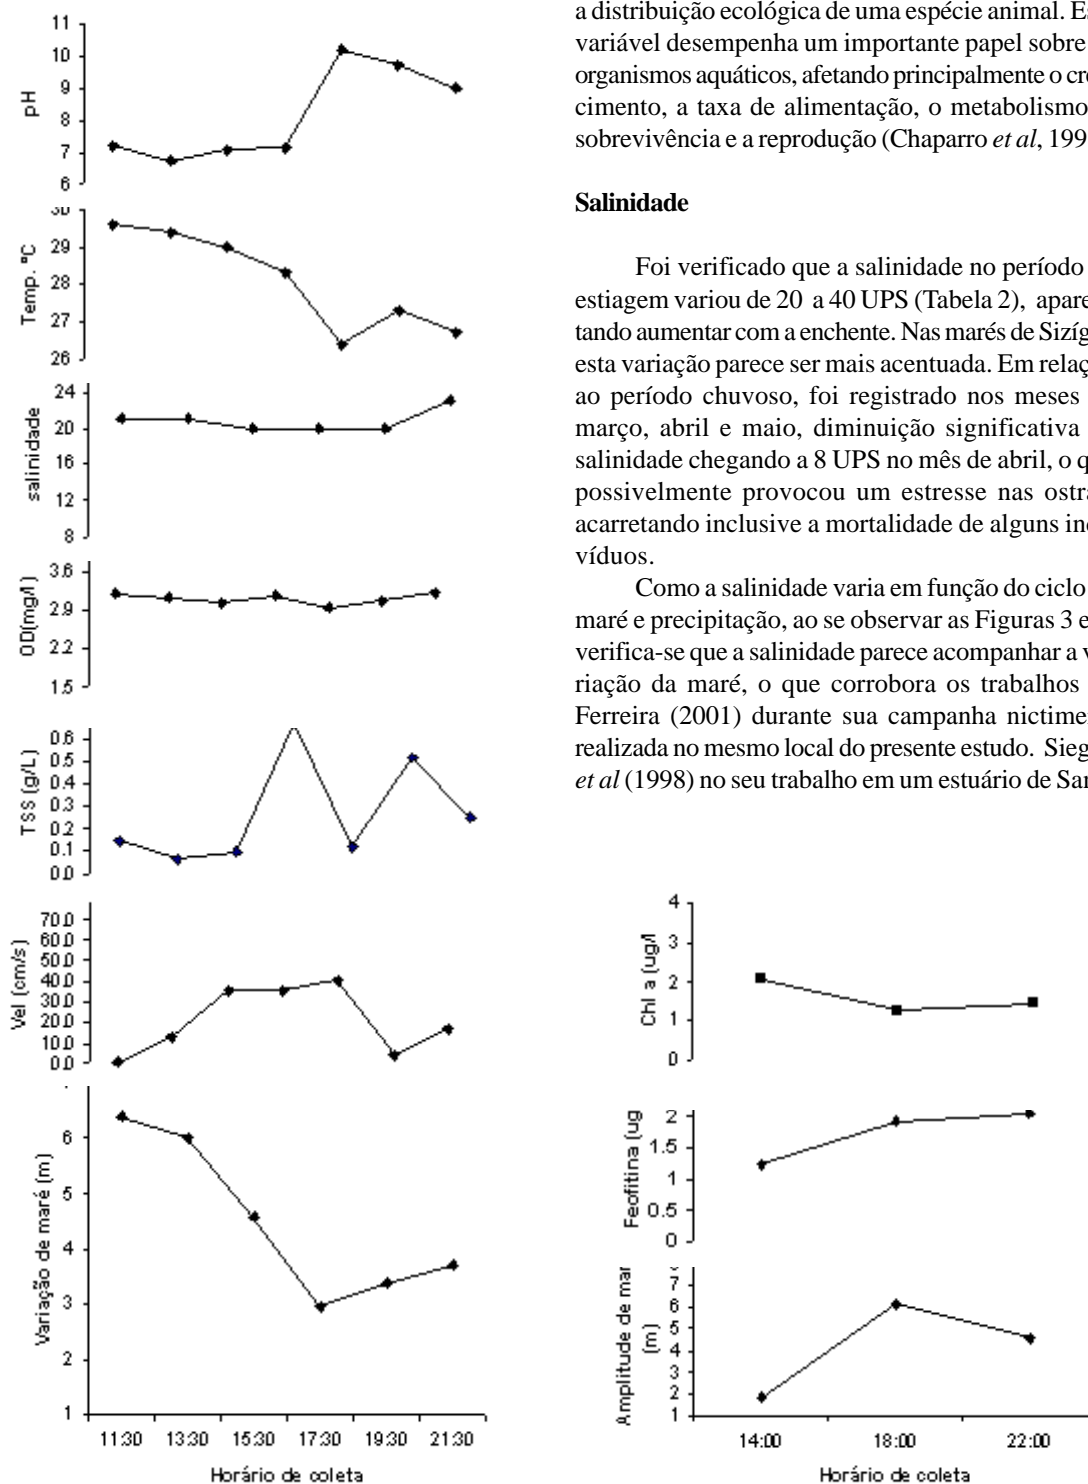 11
10
9
8
7
6
pH
30
29
28
27
26
Temp. ºC
24
20
16
12
8
salinidade
3.6
2.9
2.2
1.5
OD(mg/l)
0.6
0.5
0.4
0.3
0.2
0.1
0.0
TSS (g/L)
70.0
60.0
50.0
40.0
30.0
20.0
10.0
0.0
Vel (cm/s)
6
5
4
3
2
1
Variação de maré (m)
11:30 13:30 15:30 17:30 19:30 21:30
Horário de coleta
a distribuição ecológica de uma espécie animal. Es
variável desempenha um importante papel sobre
organismos aquáticos, afetando principalmente o cre
cimento, a taxa de alimentação, o metabolismo
sobrevivência e a reprodução (Chaparro et al, 199
Salinidade
Foi verificado que a salinidade no período
estiagem variou de 20 a 40 UPS (Tabela 2), apare
tando aumentar com a enchente. Nas marés de Sizíg
esta variação parece ser mais acentuada. Em relaç
ao período chuvoso, foi registrado nos meses
março, abril e maio, diminuição significativa
salinidade chegando a 8 UPS no mês de abril, o q
possivelmente provocou um estresse nas ostra
acarretando inclusive a mortalidade de alguns ind
víduos.
Como a salinidade varia em função do ciclo
maré e precipitação, ao se observar as Figuras 3 e
verifica-se que a salinidade parece acompanhar a v
riação da maré, o que corrobora os trabalhos
Ferreira (2001) durante sua campanha nictimer
realizada no mesmo local do presente estudo. Sieg
et al (1998) no seu trabalho em um estuário de San
4
3
2
1
0
Chl a (ug/l
2
1.5
1
0.5
0
Feofitina (ug
7
6
5
4
3
2
1
Amplitude de mar
(m)
14:00 18:00 22:00
Horário de coleta